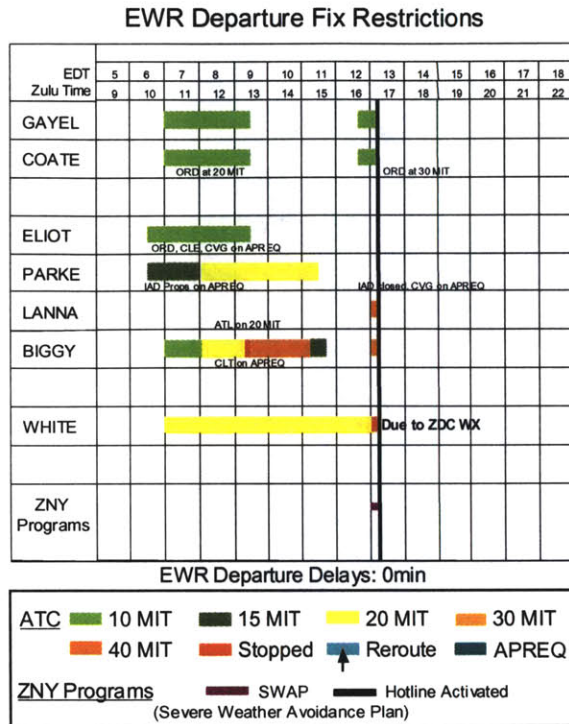 EWR Departure Fix Restrictions
EDT 5 6 7 8 9 10 11 12 13 14 15 16 17 18
Zulu Time 9 10 11 12 13 14 15 16 17 18 19 20 21 22
GAYEL
COATE
ORD at 20 MIT ORD at 30 MIT
ELIOT
ORD, CLE, CVG on APREQ
PARKE
IAD Props on APREQ IAD closed, CVG on APREQ
LANNA
ATL on 20 MIT
BIGGY
CLT on APREQ
WHITE Due to ZDC WX
ZNY
Programs
EWR Departure Delays: 0min
ATC 10 MIT 15 MIT 20 MIT 30 MIT
40 MIT Stopped Reroute APREQ
ZNY Programs SWAP Hotline Activated
(Severe Weather Avoidance Plan)